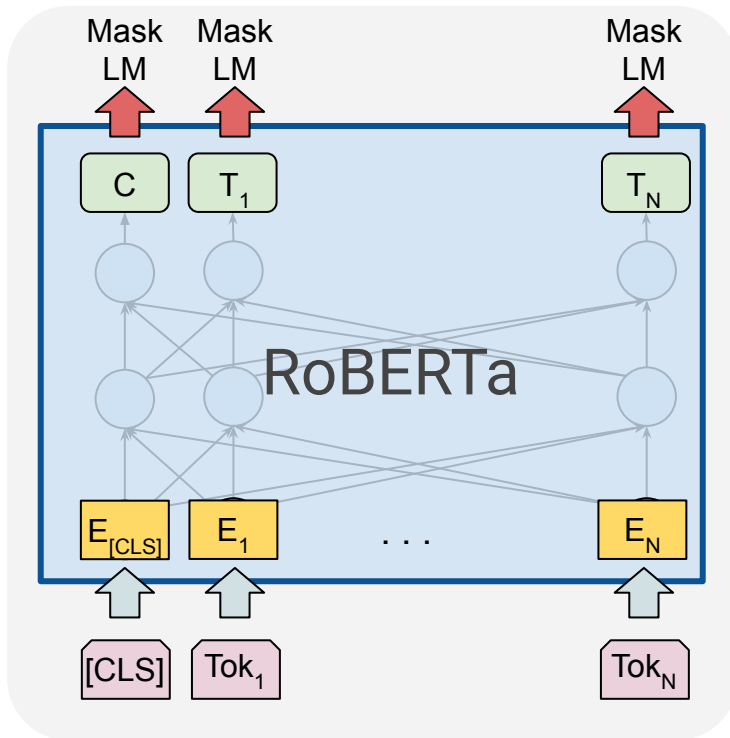 Mask LM Mask LM Mask LM
C T1 TN
RoBERTa
E[CLS] E1 . . . EN
[CLS] Tok1 TokN